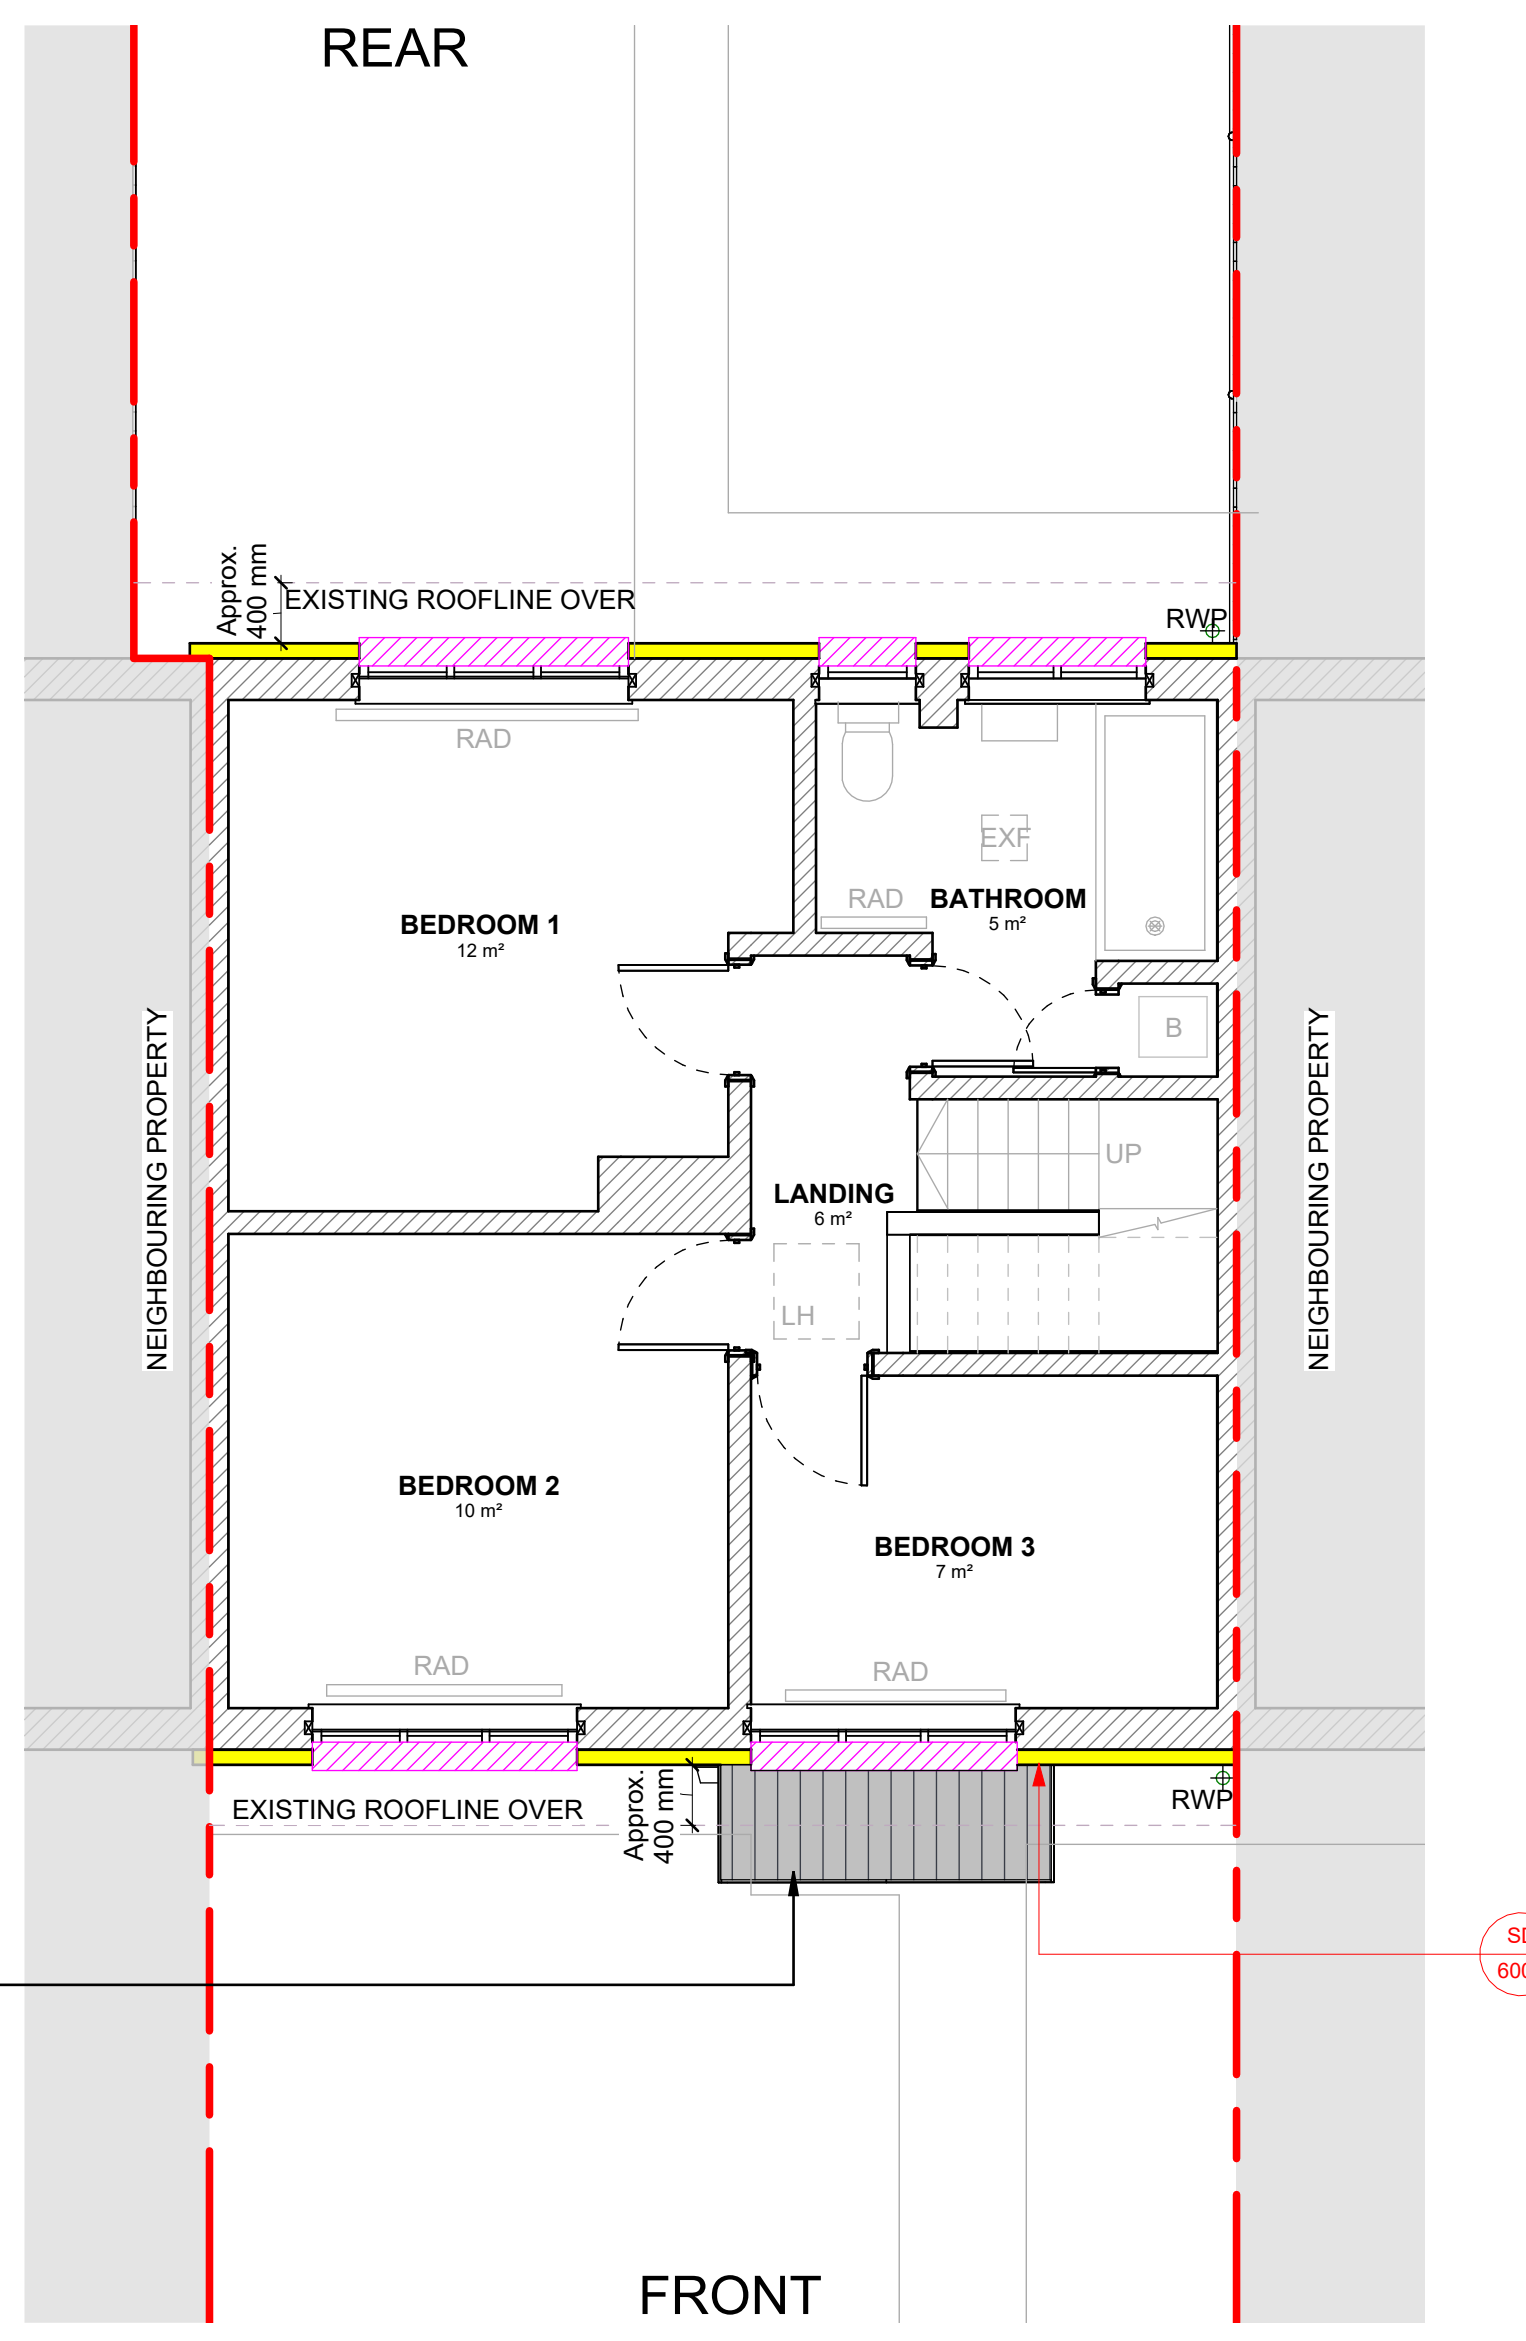 REAR
Approx.
400 mm
EXISTING ROOFLINE OVER
RWP
RAD
EXF
RAD
BATHROOM
5 m²
BEDROOM 1
12 m²
B
NEIGHBOURING PROPERTY
NEIGHBOURING PROPERTY
UP
LANDING
6 m²
LH
BEDROOM 2
10 m²
BEDROOM 3
7 m²
RAD
RAD
EXISTING ROOFLINE OVER
Approx.
400 mm
RWP
FRONT